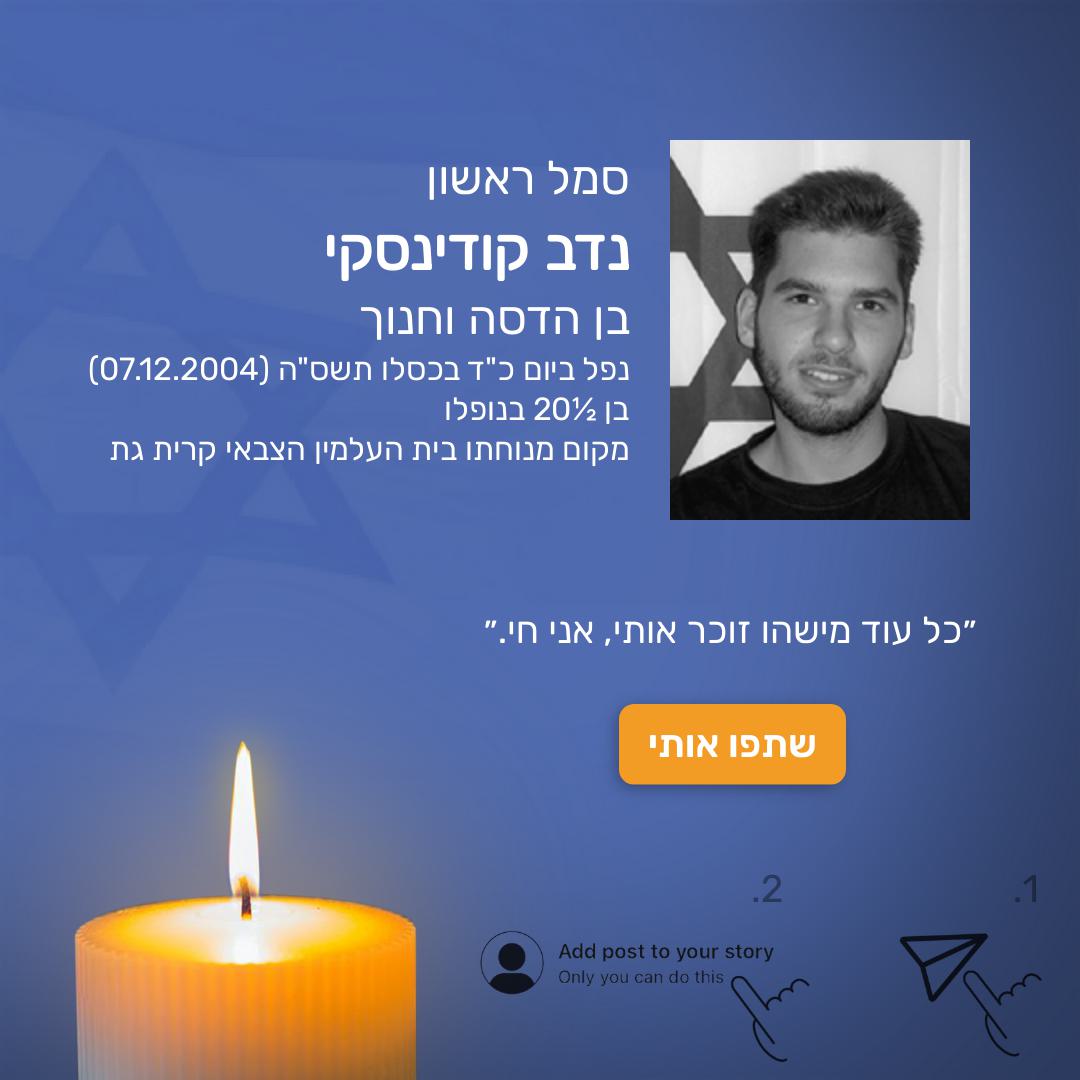 סמל ראשון
נדב קודינסקי
בן הדסה וחנוך
נפל ביום כ"ד בכסלו תשס"ה (07.12.2004)
בן 20½ בנופלו
מקום מנוחתו בית העלמין הצבאי קרית גת
״כל עוד מישהו זוכר אותי, אני חי.״
שתפו אותי
1.
2.
Add post to your story
Only you can do this